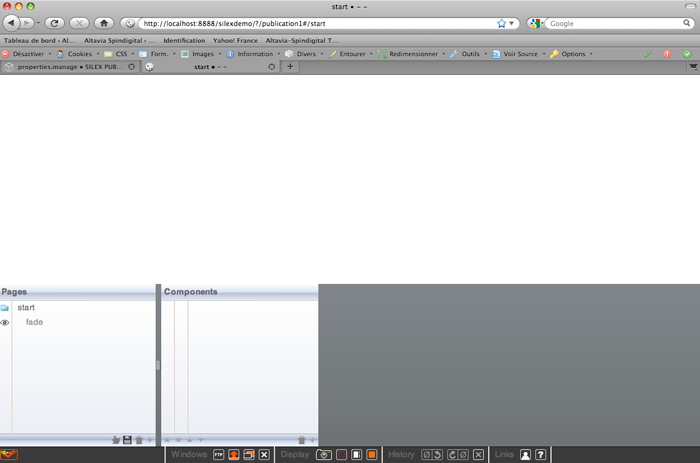 start • – –
http://localhost:8888/silexdemo/?/publication1#/start
Google
Tableau de bord ‹ Al... Altavia Spindigital ‹ ... Identification Yahoo! France Altavia-Spindigital T...
Désactiver Cookies CSS Form. Images Information Divers Entourer Redimensionner Outils Voir Source Options
properties.manage • SILEX PUB... start • – –
Pages Components
start
fade
Windows FTP Display History Links ?